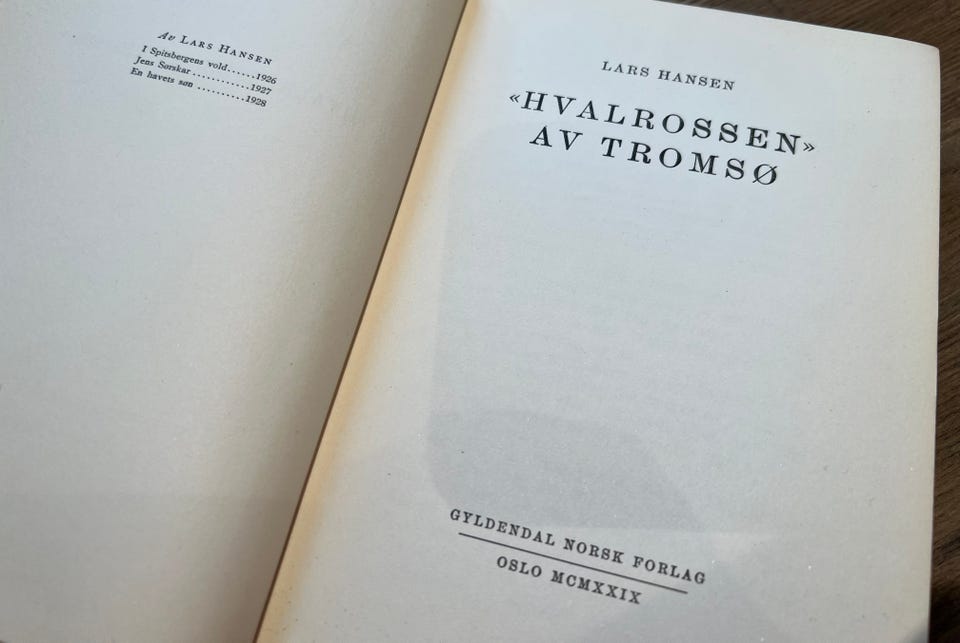 Av LARS HANSEN
I Spitsbergens vold......1926
Jens Sørskar............1927
En havets søn ..........1928
LARS HANSEN
«HVALROSSEN»
AV TROMSØ
GYLDENDAL NORSK FORLAG
OSLO MCMXXIX